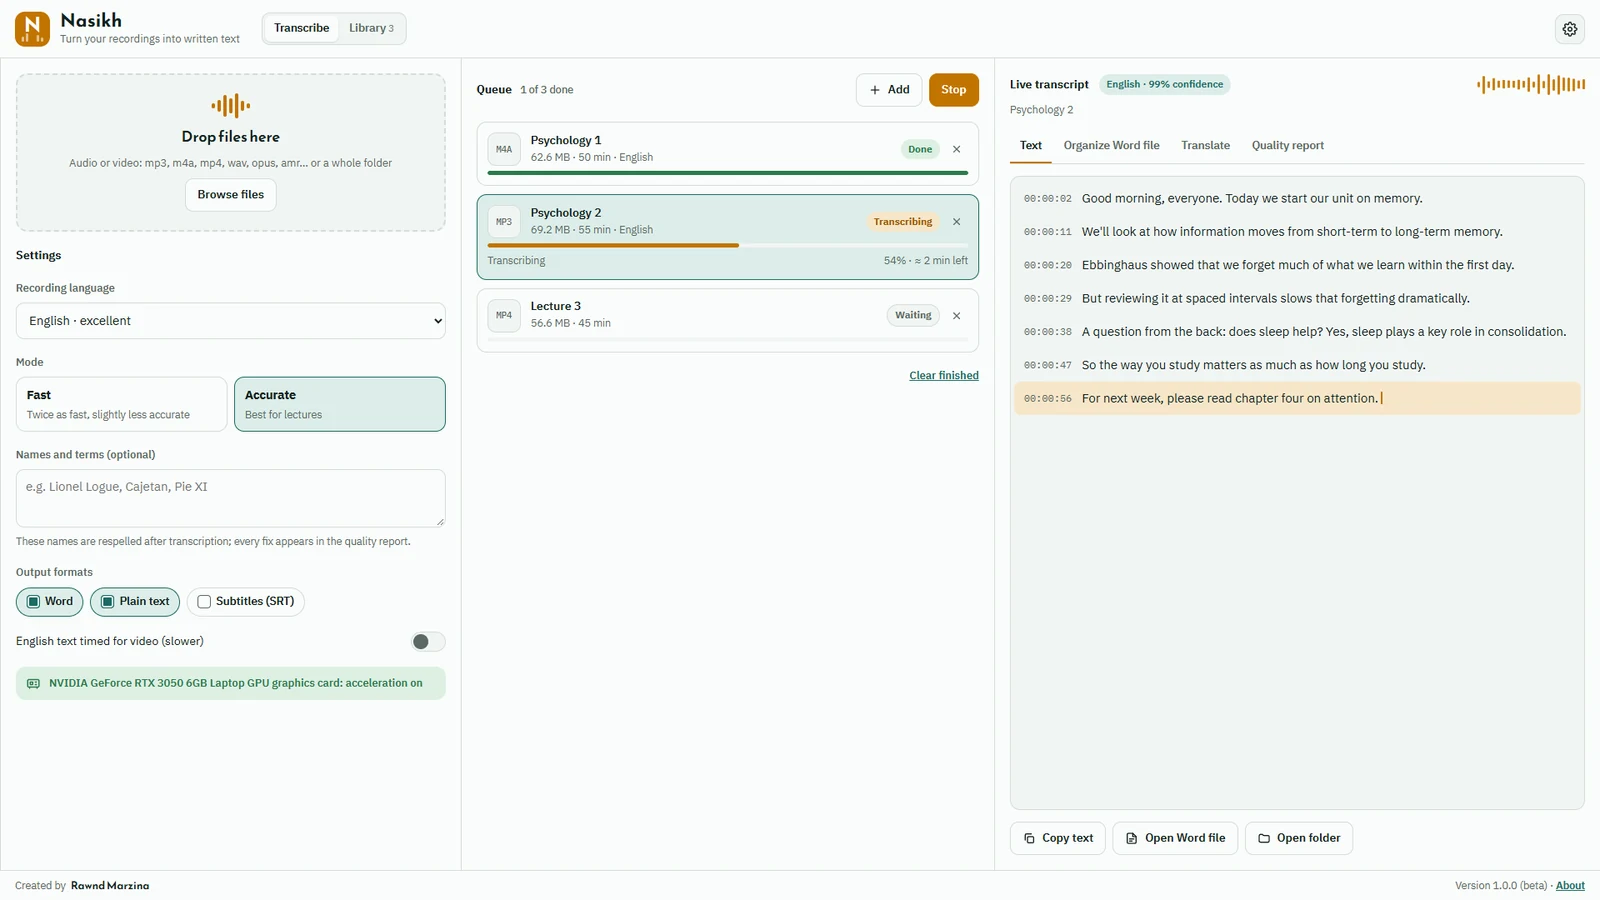 Nasikh
Turn your recordings into written text
Transcribe
Library 3
Drop files here
Audio or video: mp3, m4a, mp4, wav, opus, amr... or a whole folder
Browse files
Settings
Recording language
English · excellent
Mode
Fast
Twice as fast, slightly less accurate
Accurate
Best for lectures
Names and terms (optional)
e.g. Lionel Logue, Cajetan, Pie XI
These names are respelled after transcription; every fix appears in the quality report.
Output formats
Word
Plain text
Subtitles (SRT)
English text timed for video (slower)
NVIDIA GeForce RTX 3050 6GB Laptop GPU graphics card: acceleration on
Queue 1 of 3 done
Add
Stop
M4A
Psychology 1
62.6 MB · 50 min · English
Done
MP3
Psychology 2
69.2 MB · 55 min · English
Transcribing
Transcribing
54% · ≈ 2 min left
MP4
Lecture 3
56.6 MB · 45 min
Waiting
Clear finished
Live transcript
English · 99% confidence
Psychology 2
Text
Organize Word file
Translate
Quality report
00:00:02 Good morning, everyone. Today we start our unit on memory.
00:00:11 We'll look at how information moves from short-term to long-term memory.
00:00:20 Ebbinghaus showed that we forget much of what we learn within the first day.
00:00:29 But reviewing it at spaced intervals slows that forgetting dramatically.
00:00:38 A question from the back: does sleep help? Yes, sleep plays a key role in consolidation.
00:00:47 So the way you study matters as much as how long you study.
00:00:56 For next week, please read chapter four on attention.
Copy text
Open Word file
Open folder
Created by Rawnd Marzina
Version 1.0.0 (beta) · About